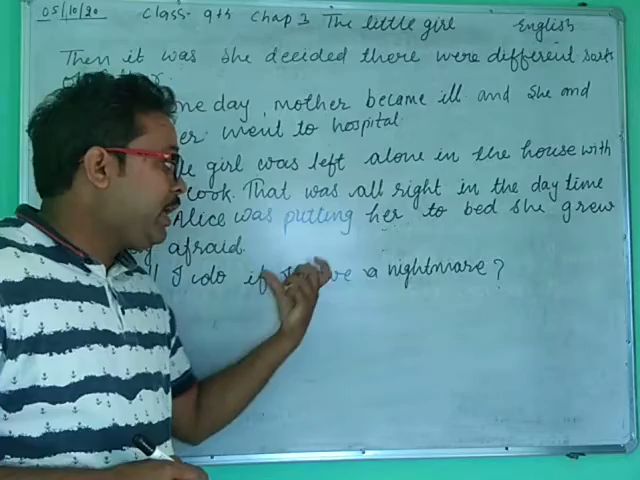 05/10/20 Class- 9th Chap 3 The little girl English
Then it was she decided there were different sorts
of
one day, mother became ill and she and
er went to hospital.
girl was left alone in the house with
cook. That was all right in the day time
Alice was putting her to bed she grew
afraid.
I do if a nightmare?